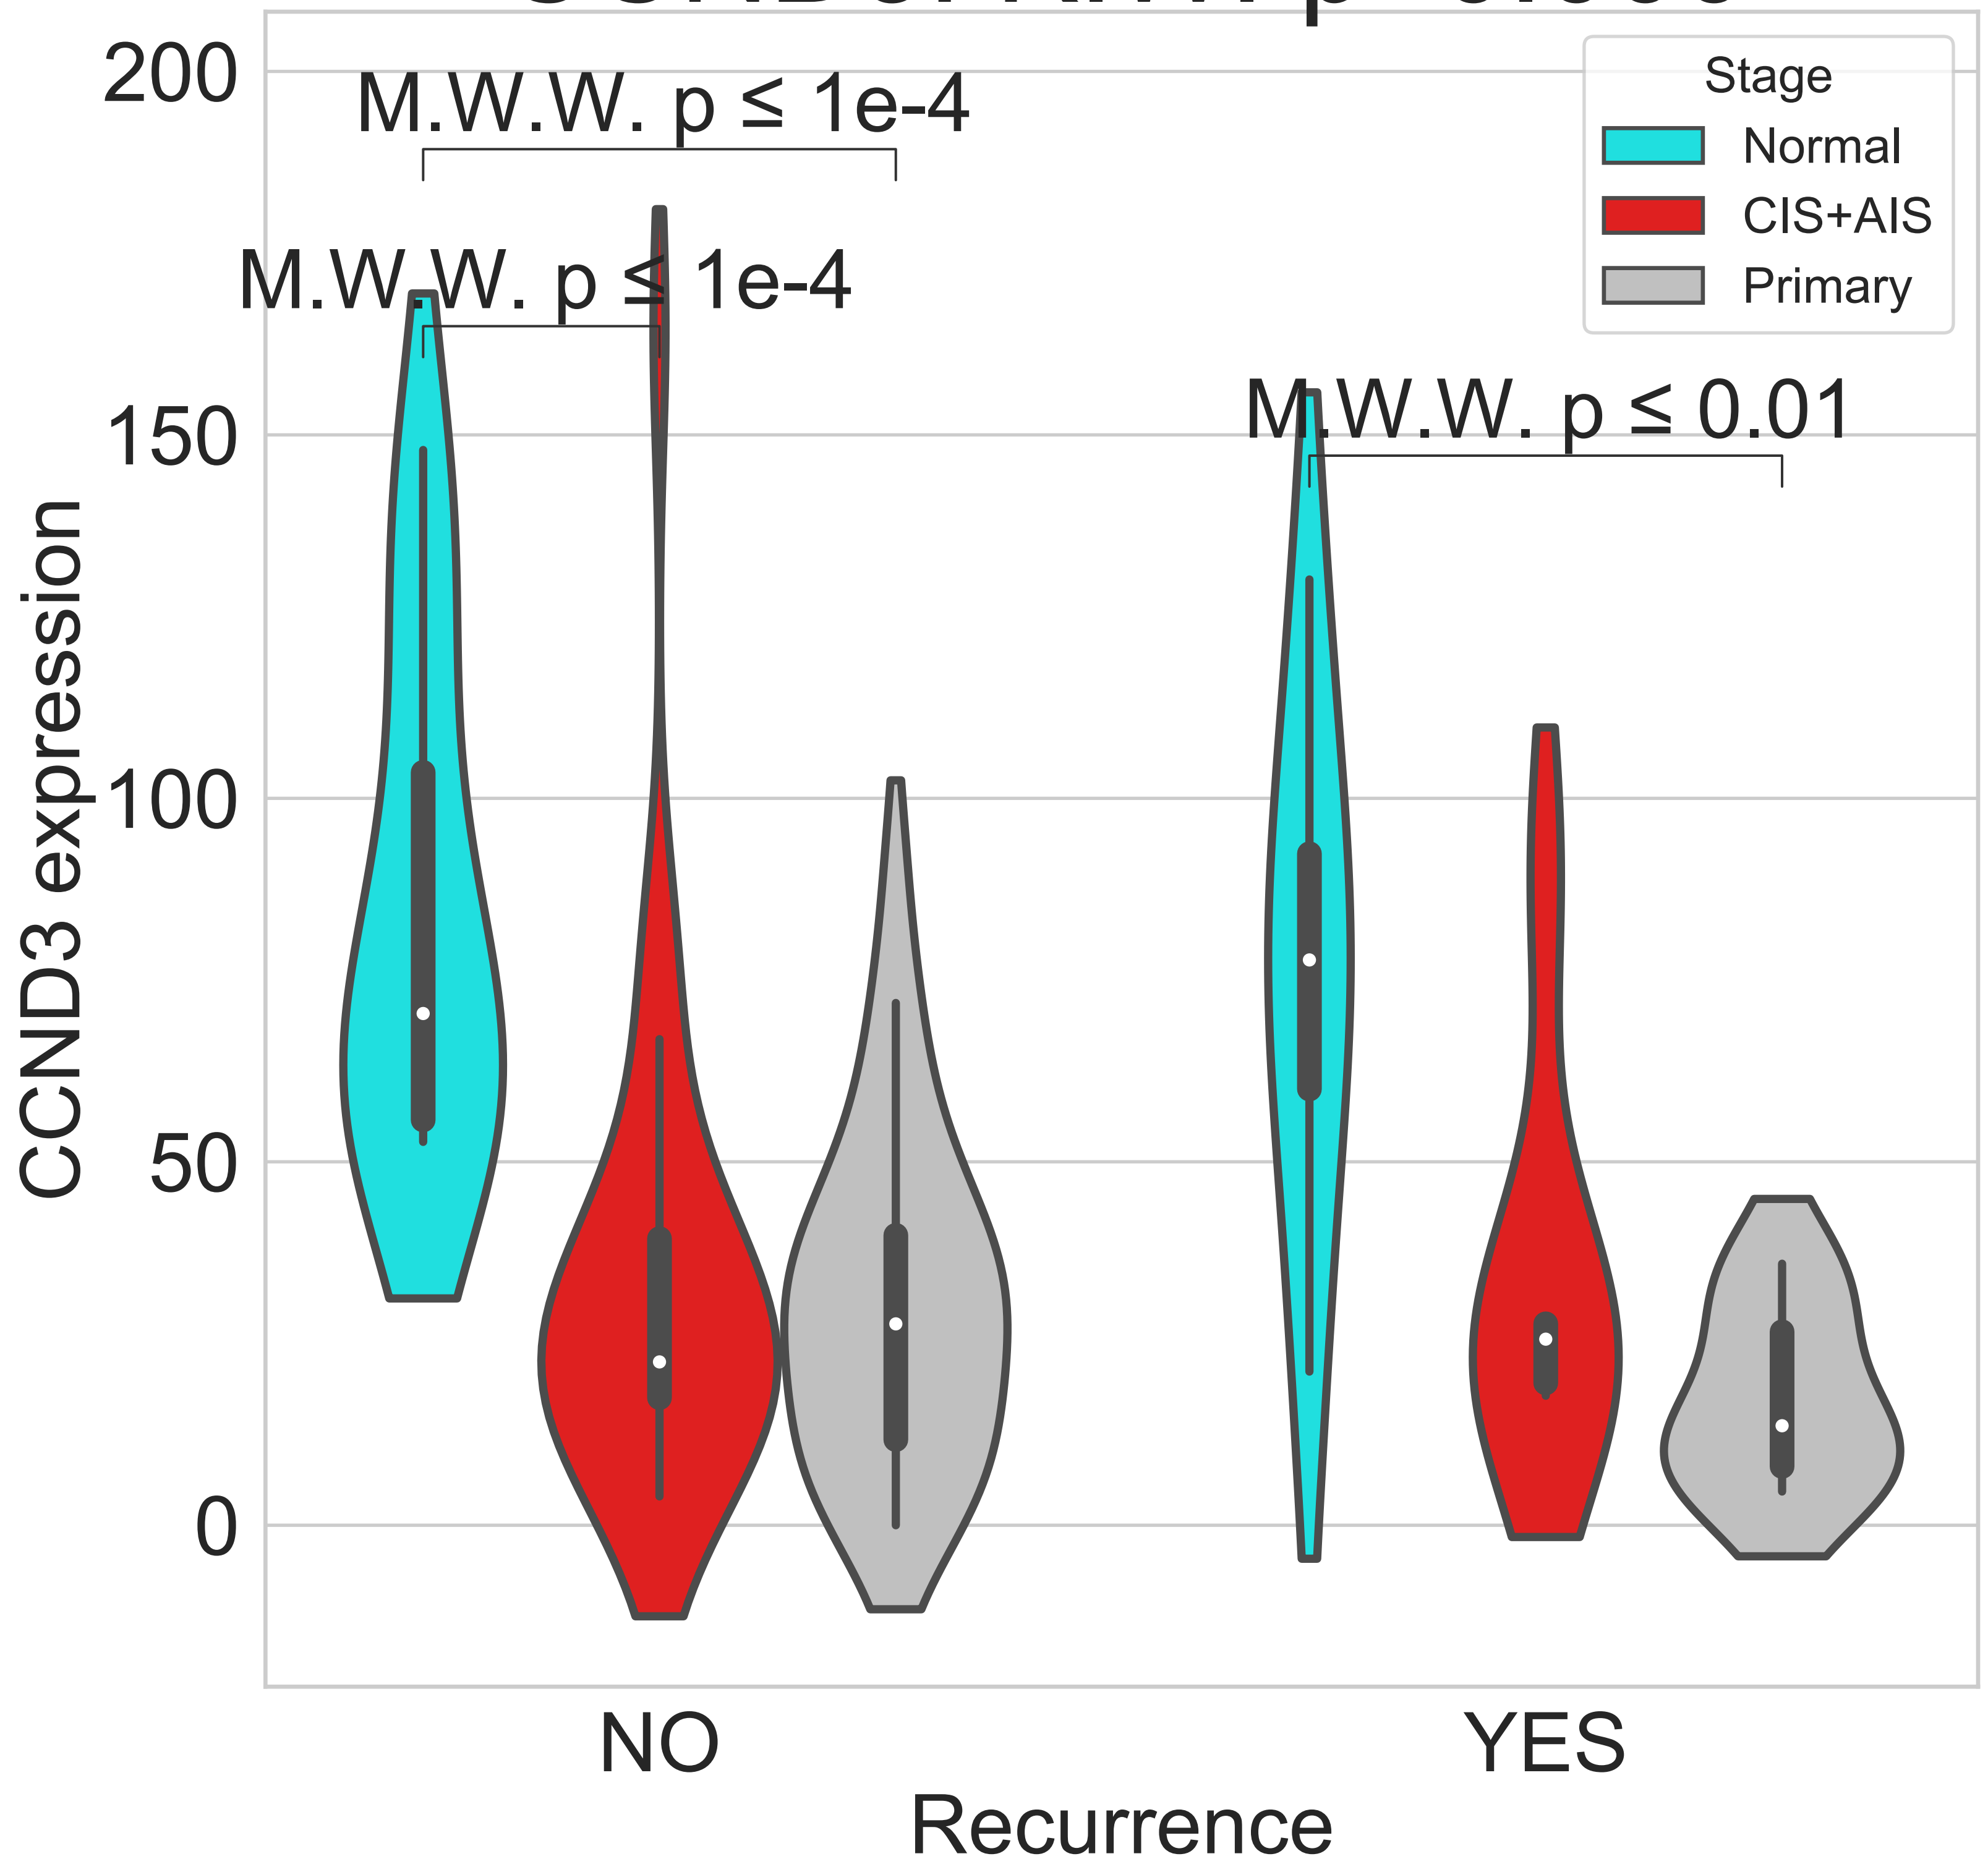 200
M.W.W. p ≤ 1e-4
Stage
Normal
CIS+AIS
Primary
M.W.W. p ≤ 1e-4
M.W.W. p ≤ 0.01
150
100
50
0
CCND3 expression
NO
YES
Recurrence